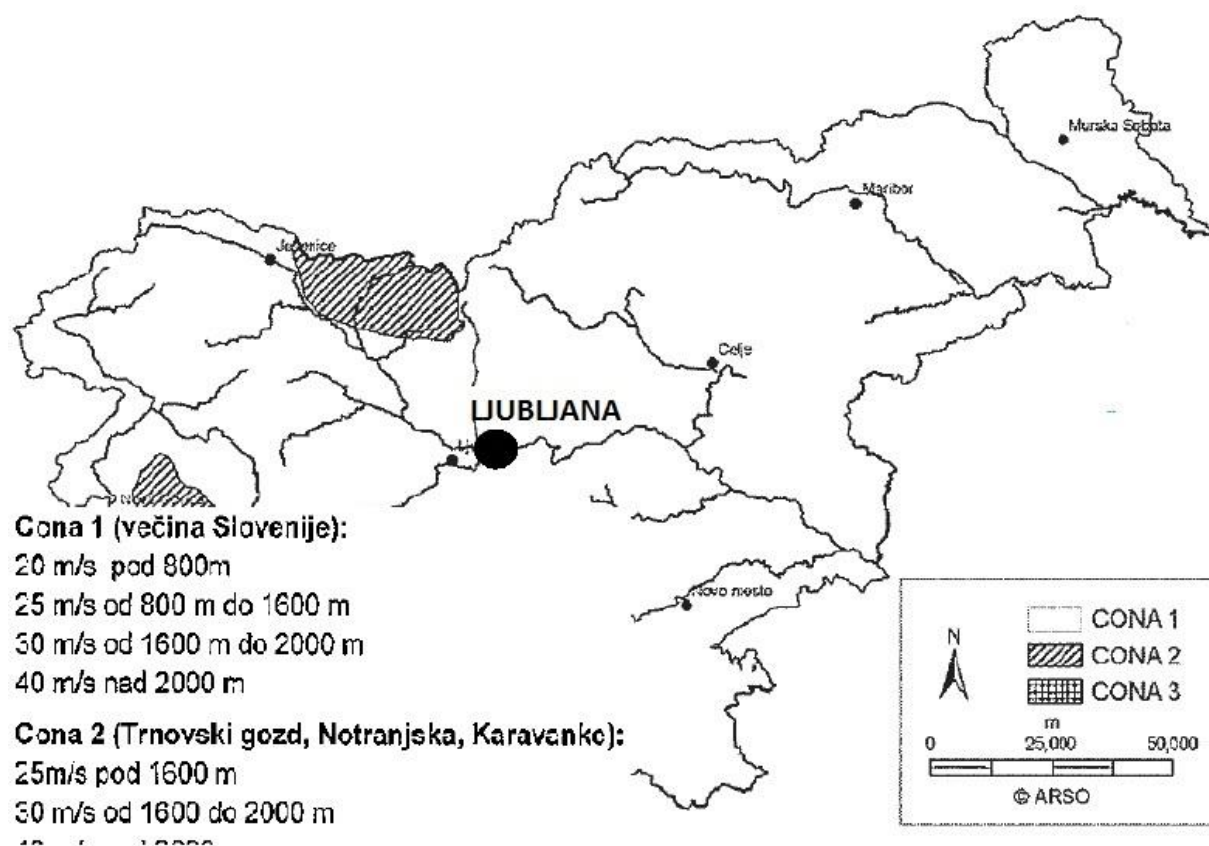 Murska Sobota
Maribor
Jesenice
Celje
LJUBLJANA
Cona 1 (večina Slovenije):
20 m/s pod 800m
25 m/s od 800 m do 1600 m
30 m/s od 1600 m do 2000 m
40 m/s nad 2000 m
Cona 2 (Trnovski gozd, Notranjska, Karavanke):
25m/s pod 1600 m
30 m/s od 1600 do 2000 m
Novo mesto
N
CONA 1
CONA 2
CONA 3
m
0 25,000 50,000
© ARSO